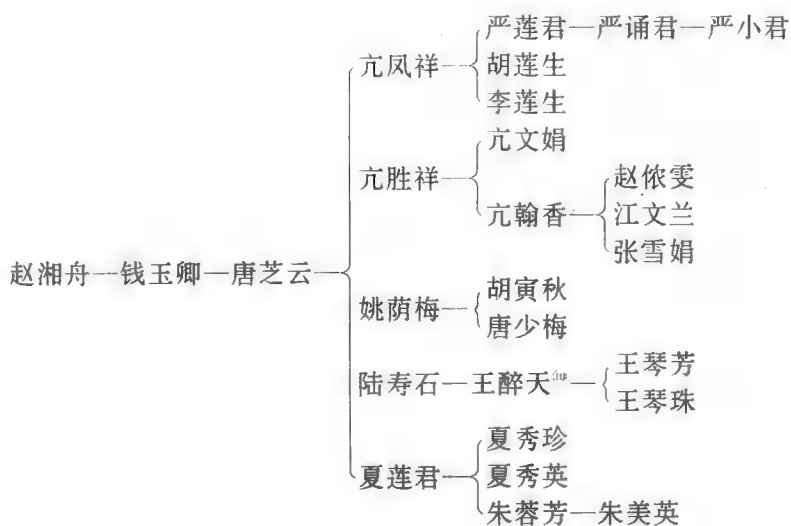 严莲君—严诵君—严小君
亢凤祥
胡莲生
李莲生
亢文娟
亢胜祥
赵侬雯
亢翰香
江文兰
张雪娟
赵湘舟—钱玉卿—唐芝云
胡寅秋
姚荫梅
唐少梅
王琴芳
陆寿石—王醉天
王琴珠
夏秀珍
夏莲君
夏秀英
朱蓉芳—朱美英